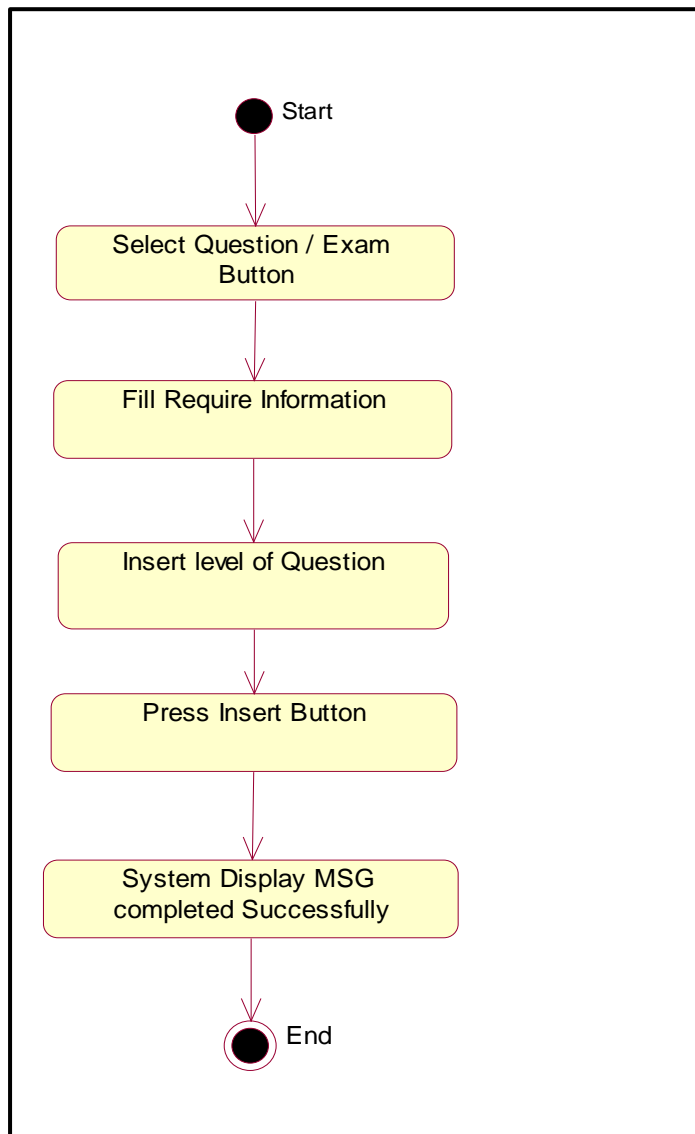 Start
Select Question / Exam
Button
Fill Require Information
Insert level of Question
Press Insert Button
System Display MSG
completed Successfully
End